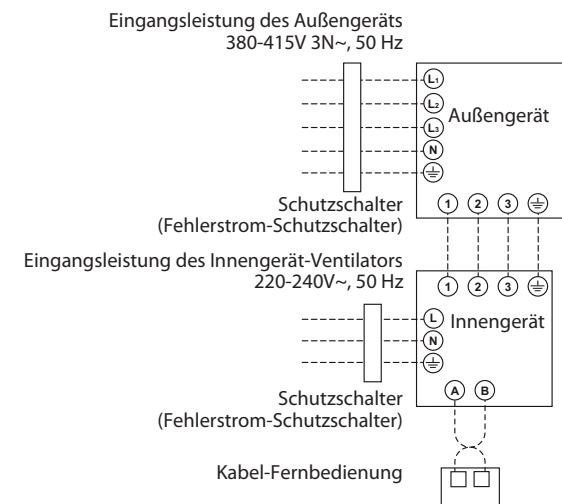 Eingangsleistung des Außengeräts
380-415V 3N~, 50 Hz
L1
L2
L3
N
Außengerät
Schutzschalter
(Fehlerstrom-Schutzschalter)
1 2 3
Eingangsleistung des Innengerät-Ventilators
220-240V~, 50 Hz
1 2 3
L
N
Innengerät
A B
Schutzschalter
(Fehlerstrom-Schutzschalter)
Kabel-Fernbedienung